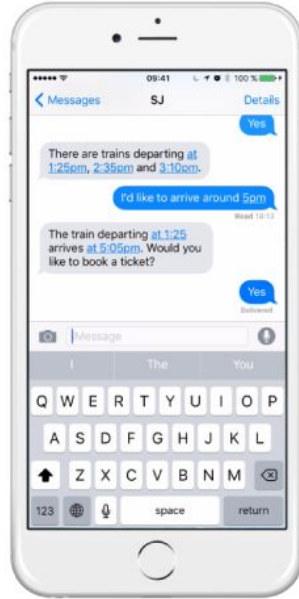 09:41 100 %
Messages SJ Details
Yes
There are trains departing at
1:25pm, 2:35pm and 3:10pm.
I'd like to arrive around 5pm
Read 18:13
The train departing at 1:25
arrives at 5:05pm. Would you
like to book a ticket?
Yes
Delivered
Message
I The You
Q W E R T Y U I O P
A S D F G H J K L
Z X C V B N M
123 space return